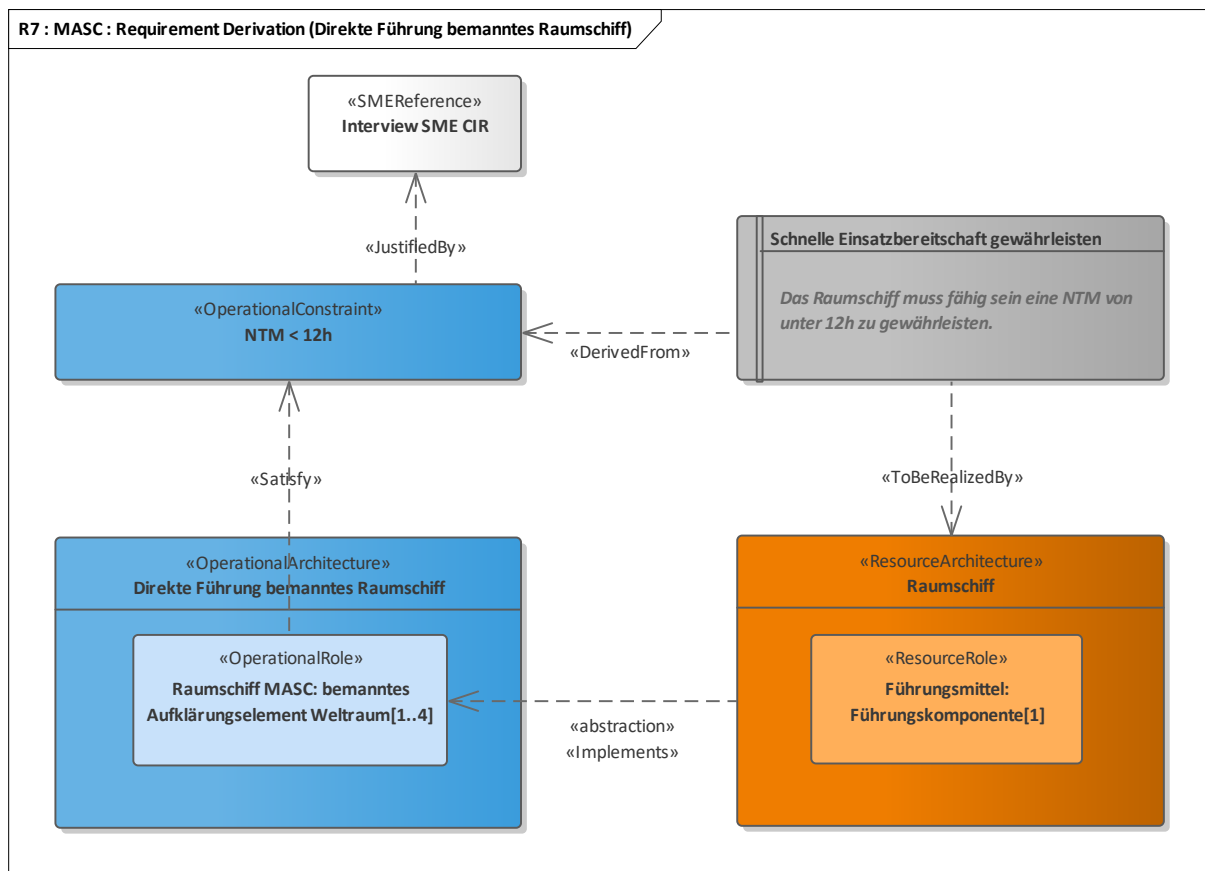 R7 : MASC : Requirement Derivation (Direkte Führung bemanntes Raumschiff)
«SMEReference»
Interview SME CIR
«JustifiedBy»
Schnelle Einsatzbereitschaft gewährleisten
Das Raumschiff muss fähig sein eine NTM von
unter 12h zu gewährleisten.
«OperationalConstraint»
NTM < 12h
«DerivedFrom»
«Satisfy»
«ToBeRealizedBy»
«OperationalArchitecture»
Direkte Führung bemanntes Raumschiff
«OperationalRole»
Raumschiff MASC: bemanntes
Aufklärungselement Weltraum[1..4]
«abstraction»
«Implements»
«ResourceArchitecture»
Raumschiff
«ResourceRole»
Führungsmittel:
Führungskomponente[1]